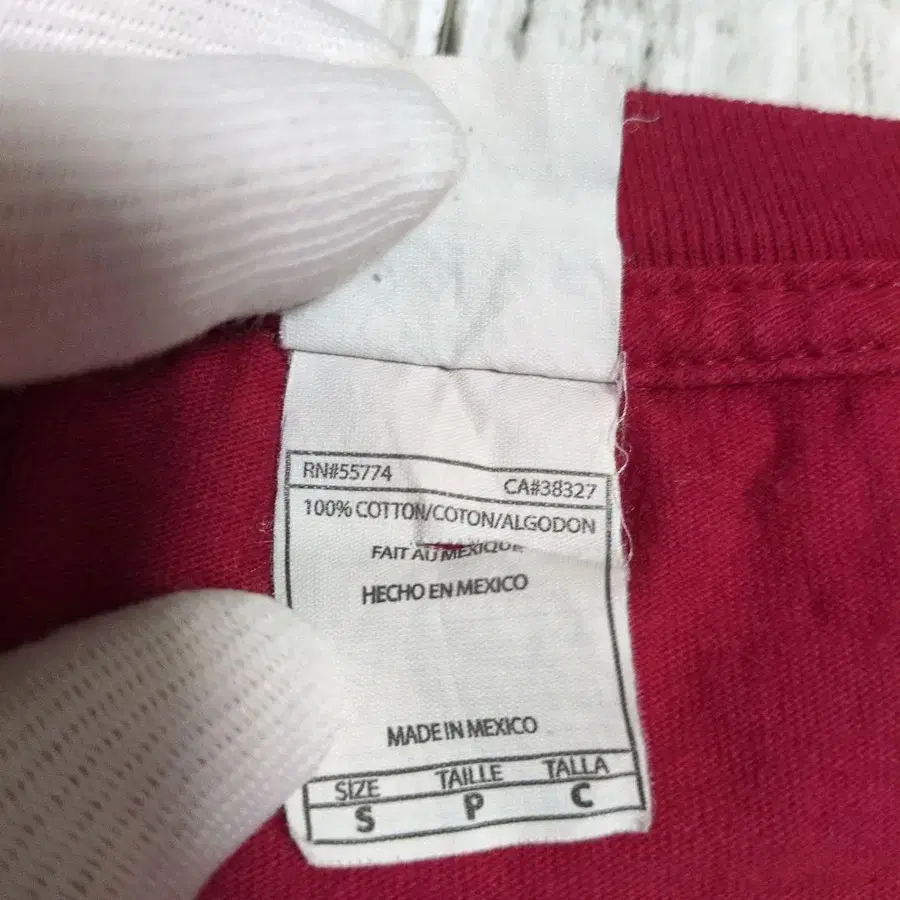 RN#55774
CA#38327
100% COTTON/COTON/ALGODON
FAIT AU MEXIQUE
HECHO EN MEXICO
MADE IN MEXICO
SIZE TAILLE TALLA
S P C